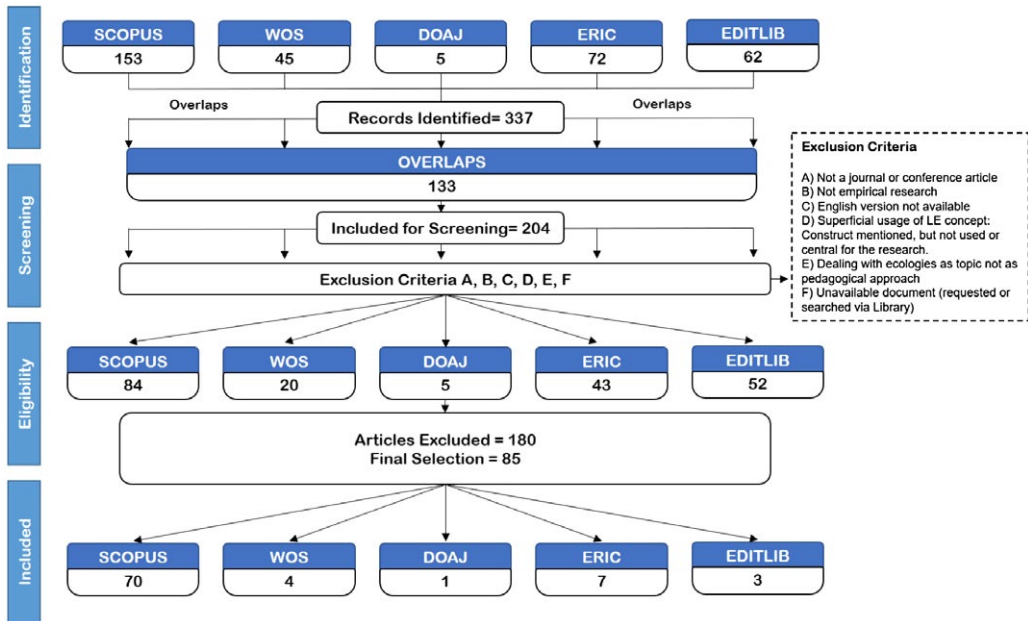 Identification
SCOPUS
153
WOS
45
DOAJ
5
ERIC
72
EDITLIB
62
Overlaps
Overlaps
Records Identified= 337
OVERLAPS
133
Screening
Included for Screening= 204
Exclusion Criteria A, B, C, D, E, F
Exclusion Criteria
A) Not a journal or conference article
B) Not empirical research
C) English version not available
D) Superficial usage of LE concept:
Construct mentioned, but not used or
central for the research.
E) Dealing with ecologies as topic not as
pedagogical approach
F) Unavailable document (requested or
searched via Library)
Eligibility
SCOPUS
84
WOS
20
DOAJ
5
ERIC
43
EDITLIB
52
Articles Excluded = 180
Final Selection = 85
Included
SCOPUS
70
WOS
4
DOAJ
1
ERIC
7
EDITLIB
3